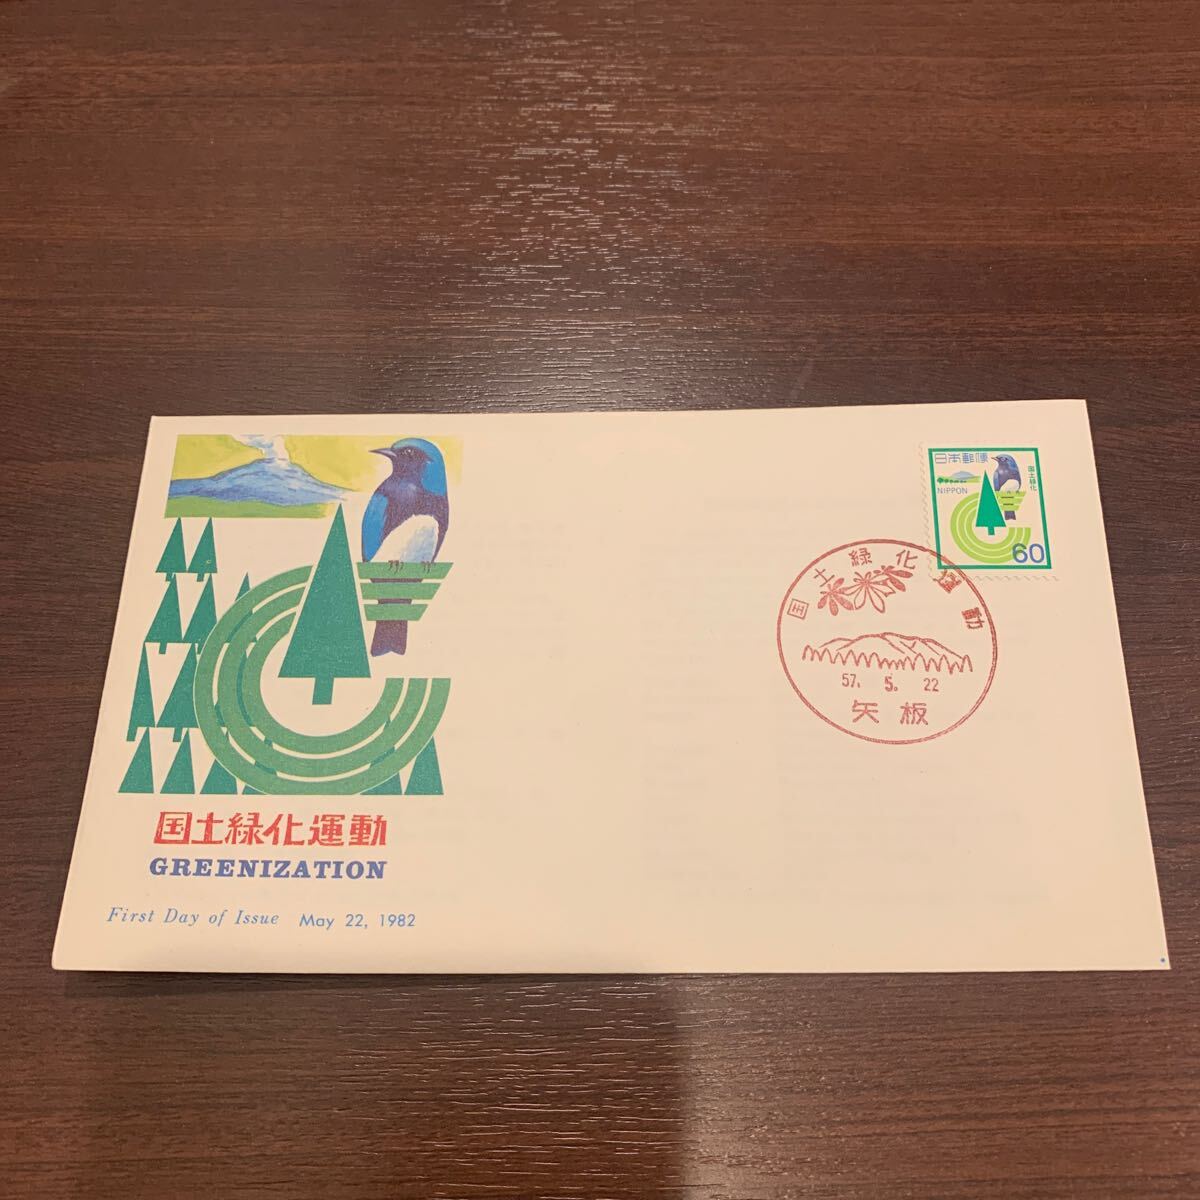 国土緑化運動
GREENIZATION
First Day of Issue May 22, 1982
日本郵便
NIPPON
国土緑化
60
国土緑化運動
57. 5. 22
矢板